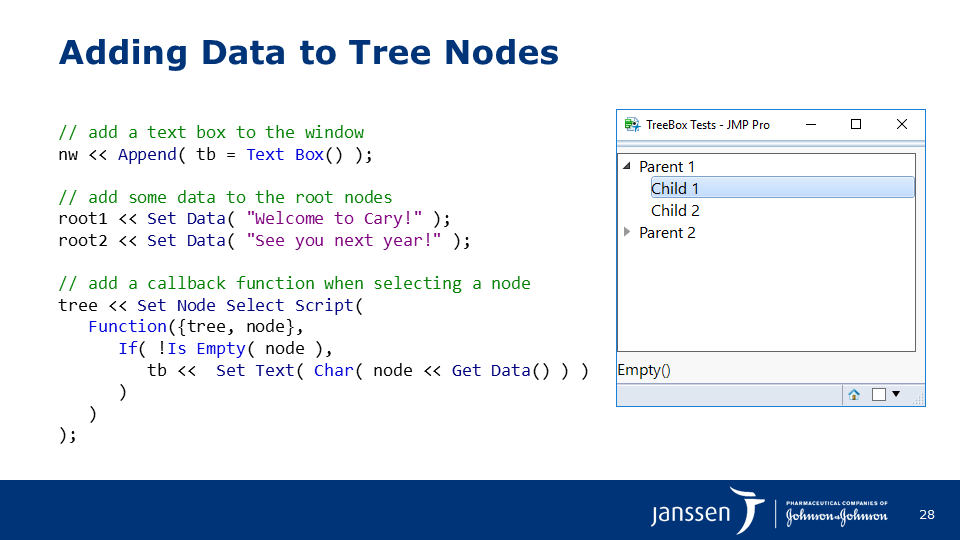 Adding Data to Tree Nodes
// add a text box to the window
nw << Append( tb = Text Box() );
// add some data to the root nodes
root1 << Set Data( "Welcome to Cary!" );
root2 << Set Data( "See you next year!" );
// add a callback function when selecting a node
tree << Set Node Select Script(
   Function({tree, node},
      If( !Is Empty( node ),
         tb <<  Set Text( Char( node << Get Data() ) )
      )
   )
);
TreeBox Tests - JMP Pro
Parent 1
Child 1
Child 2
Parent 2
Empty()
janssen
PHARMACEUTICAL COMPANIES OF
Johnson & Johnson
28